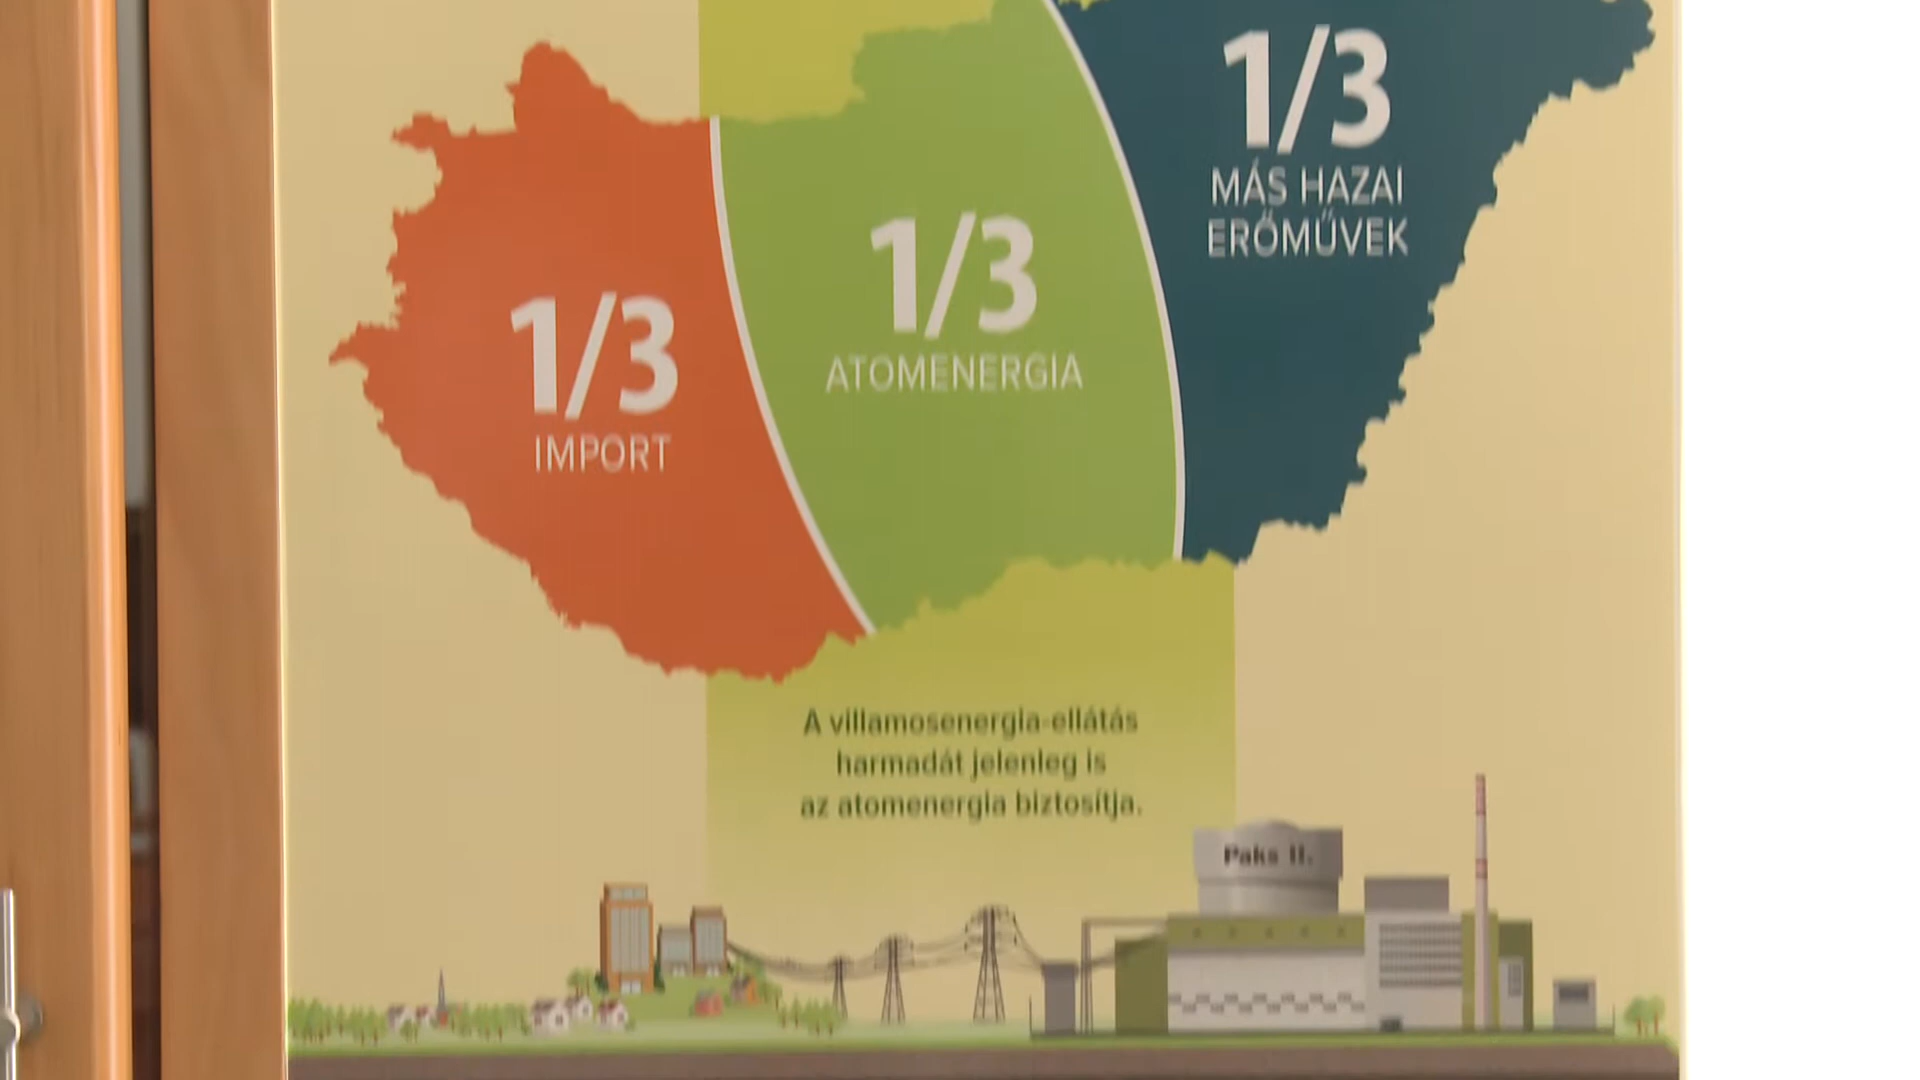 1/3
MÁS HAZAI
ERŐMŰVEK
1/3
ATOMENERGIA
1/3
IMPORT
A villamosenergia-ellátás
harmadát jelenleg is
az atomenergia biztosítja.
Paks II.